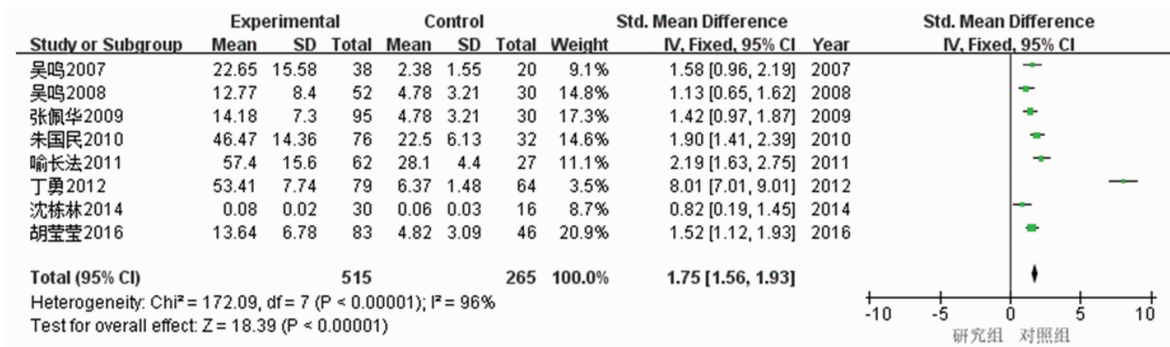 Experimental Control Std. Mean Difference Std. Mean Difference
Study or Subgroup Mean SD Total Mean SD Total Weight IV, Fixed, 95% CI Year IV, Fixed, 95% CI
吴鸣2007 22.65 15.58 38 2.38 1.55 20 9.1% 1.58 [0.96, 2.19] 2007
吴鸣2008 12.77 8.4 52 4.78 3.21 30 14.8% 1.13 [0.65, 1.62] 2008
张佩华2009 14.18 7.3 95 4.78 3.21 30 17.3% 1.42 [0.97, 1.87] 2009
朱国民2010 46.47 14.36 76 22.5 6.13 32 14.6% 1.90 [1.41, 2.39] 2010
喻长法2011 57.4 15.6 62 28.1 4.4 27 11.1% 2.19 [1.63, 2.75] 2011
丁勇2012 53.41 7.74 79 6.37 1.48 64 3.5% 8.01 [7.01, 9.01] 2012
沈栋林2014 0.08 0.02 30 0.06 0.03 16 8.7% 0.82 [0.19, 1.45] 2014
胡莹莹2016 13.64 6.78 83 4.82 3.09 46 20.9% 1.52 [1.12, 1.93] 2016
Total (95% CI) 515 265 100.0% 1.75 [1.56, 1.93]
Heterogeneity: Chi² = 172.09, df = 7 (P < 0.00001); I² = 96%
Test for overall effect: Z = 18.39 (P < 0.00001)
-10 -5 0 5 10
研究组 对照组